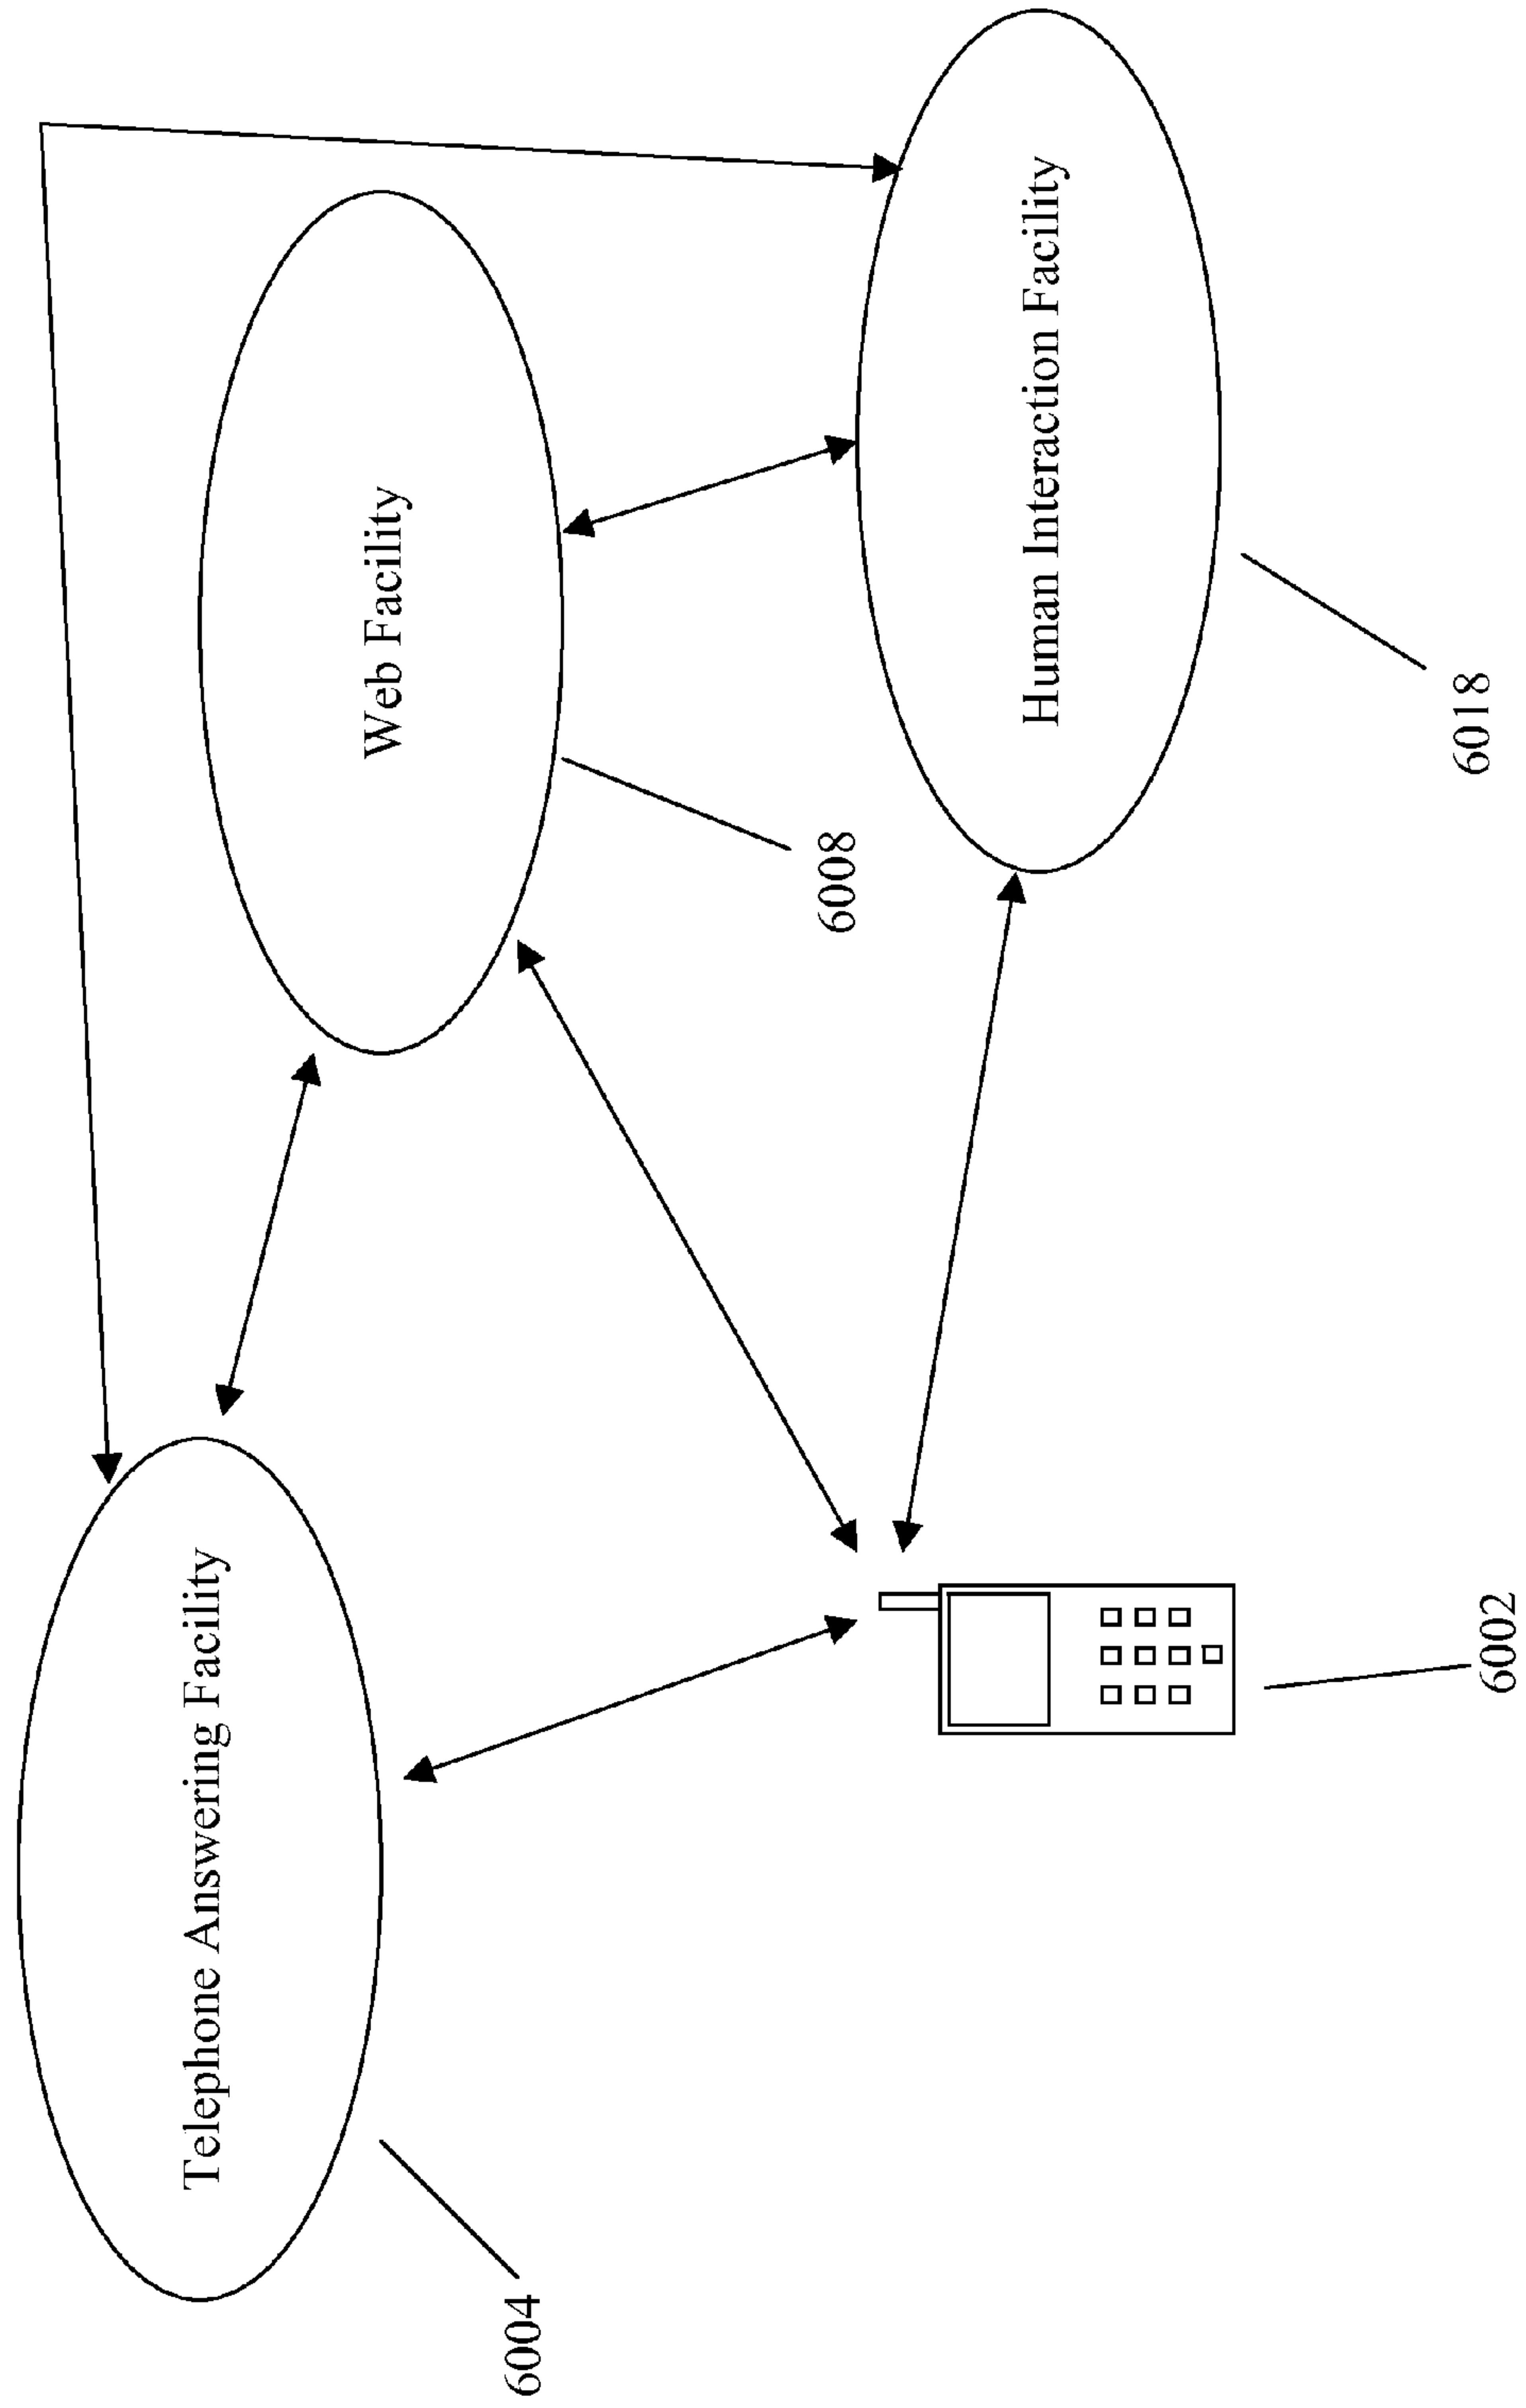 Telephone Answering Facility
Web Facility
6004
6008
Human Interaction Facility
6002
6018